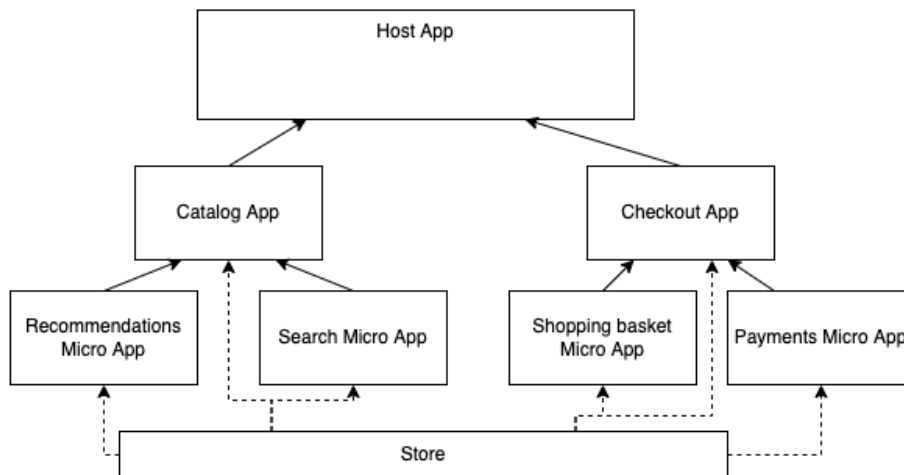 Host App
Catalog App
Checkout App
Recommendations
Micro App
Search Micro App
Shopping basket
Micro App
Payments Micro App
Store